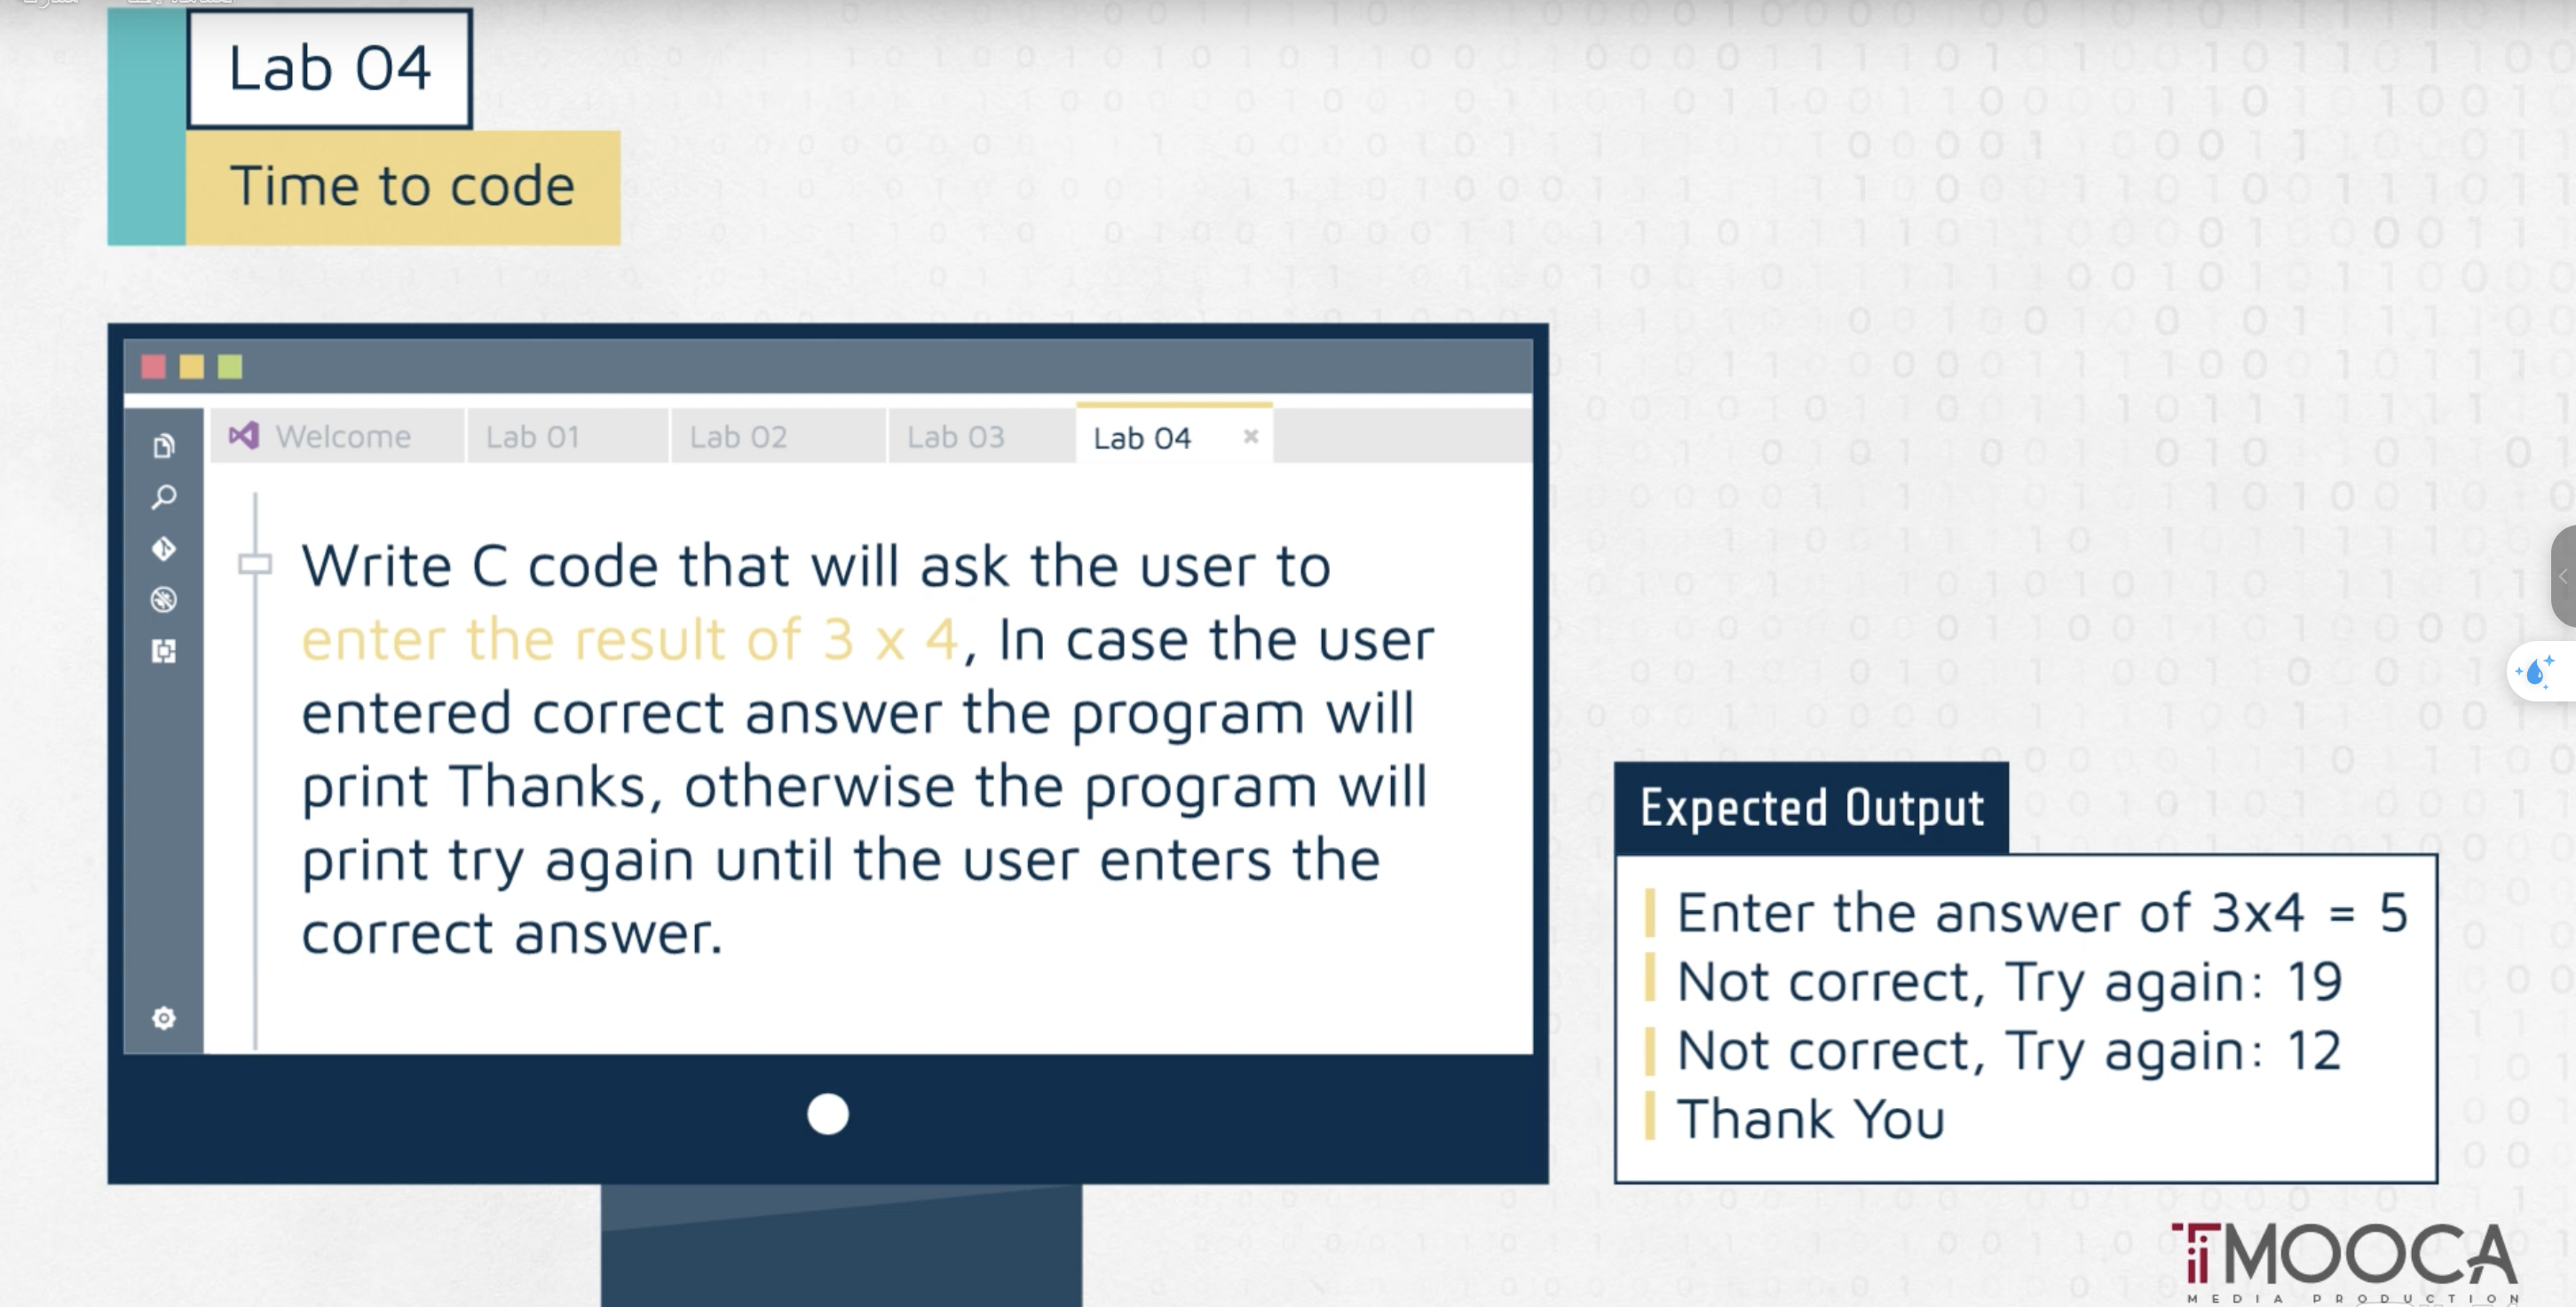 Lab 04
Time to code
Welcome
Lab 01
Lab 02
Lab 03
Lab 04
Write C code that will ask the user to
enter the result of 3 x 4, In case the user
entered correct answer the program will
print Thanks, otherwise the program will
print try again until the user enters the
correct answer.
Expected Output
Enter the answer of 3x4 = 5
Not correct, Try again: 19
Not correct, Try again: 12
Thank You
MOOCA
MEDIA PRODUCTION